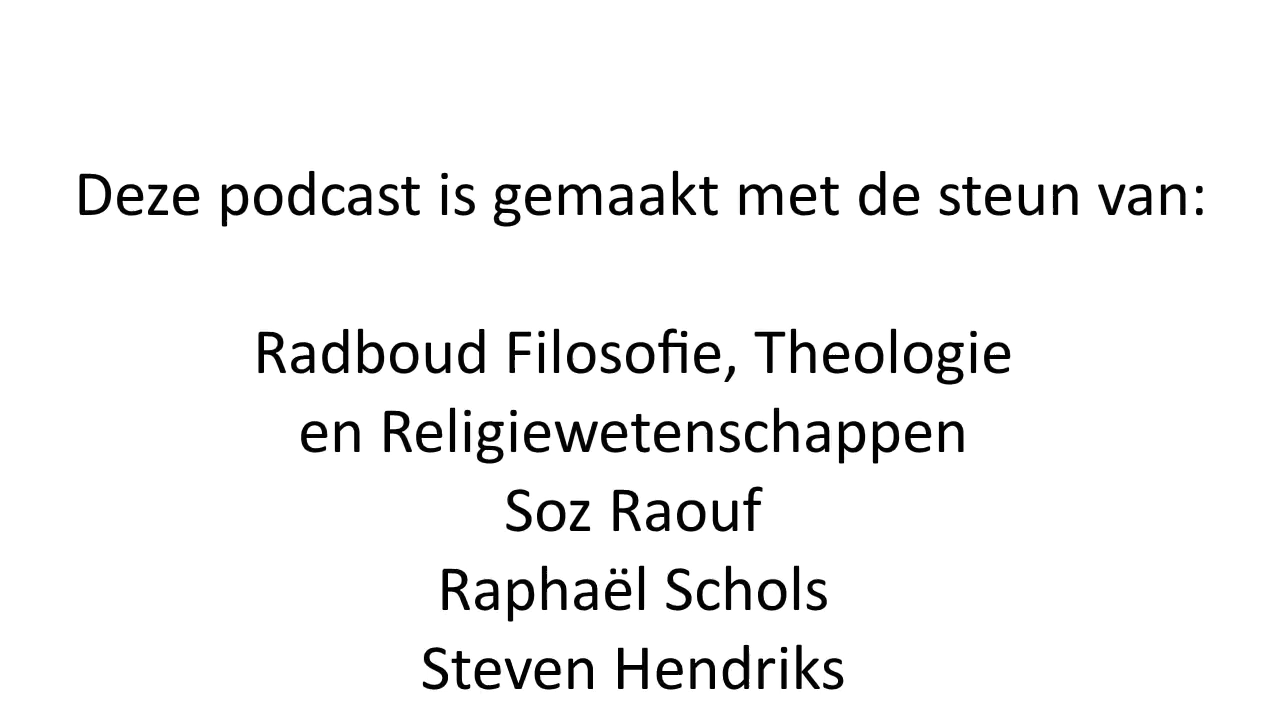 Deze podcast is gemaakt met de steun van:
Radboud Filosofie, Theologie
en Religiewetenschappen
Soz Raouf
Raphaël Schols
Steven Hendriks